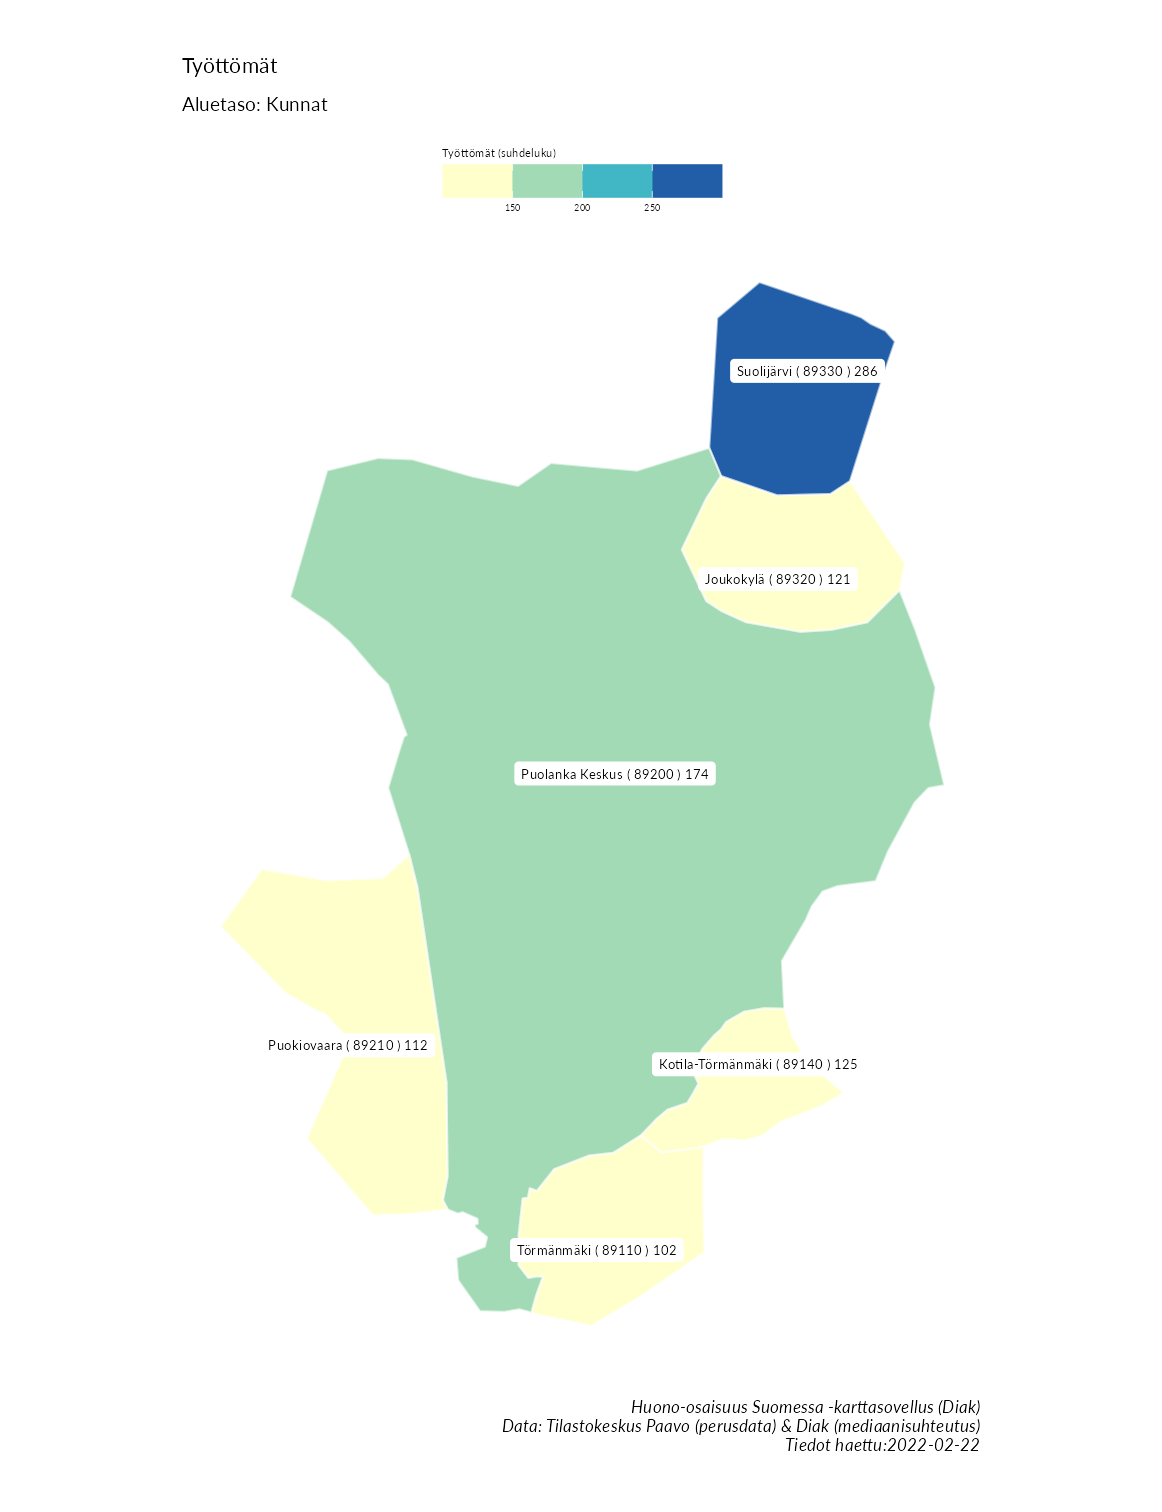 Työttömät
Aluetaso: Kunnat
Työttömät (suhdeluku)
150 200 250
Suolijärvi ( 89330 ) 286
Joukokylä ( 89320 ) 121
Puolanka Keskus ( 89200 ) 174
Puokiovaara ( 89210 ) 112
Kotila-Törmänmäki ( 89140 ) 125
Törmänmäki ( 89110 ) 102
Huono-osaisuus Suomessa -karttasovellus (Diak)
Data: Tilastokeskus Paavo (perusdata) & Diak (mediaanisuhteutus)
Tiedot haettu:2022-02-22